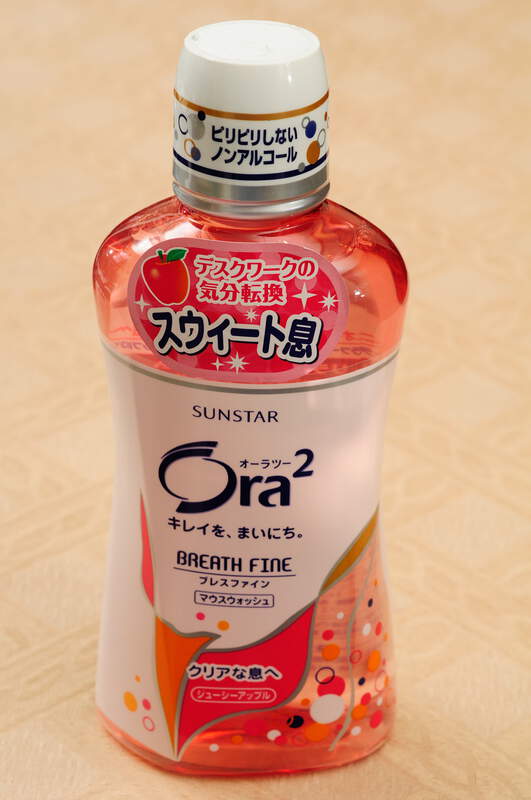 ピリピリしない
ノンアルコール
デスクワークの
気分転換
スウィート息
SUNSTAR
オーラツー
Ora²
キレイを、まいにち。
BREATH FINE
ブレスファイン
マウスウォッシュ
クリアな息へ
ジューシーアップル